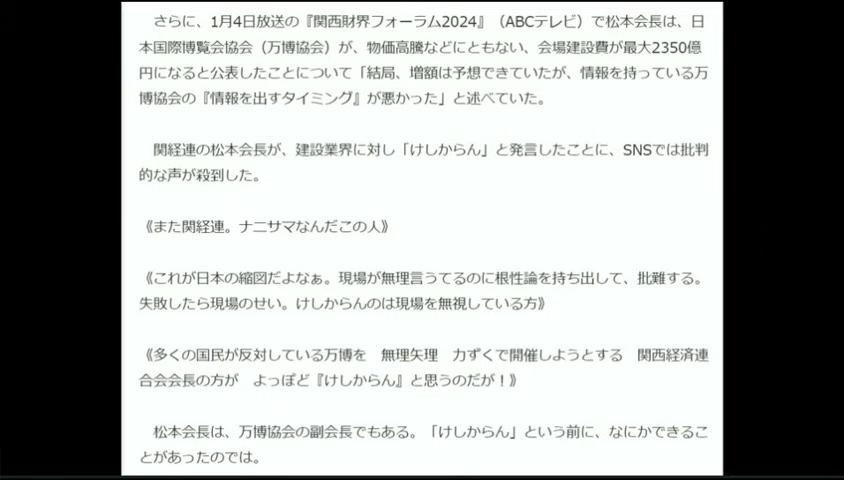 さらに、1月4日放送の『関西財界フォーラム2024』（ABCテレビ）で松本会長は、日
本国際博覧会協会（万博協会）が、物価高騰などにともない、会場建設費が最大2350億
円になると公表したことについて「結局、増額は予想できていたが、情報を持っている万
博協会の『情報を出すタイミング』が悪かった」と述べていた。
　関経連の松本会長が、建設業界に対し「けしからん」と発言したことに、SNSでは批判
的な声が殺到した。
《また関経連。ナニサマなんだこの人》
《これが日本の縮図だよなぁ。現場が無理言うてるのに根性論を持ち出して、批難する。
失敗したら現場のせい。けしからんのは現場を無視している方》
《多くの国民が反対している万博を　無理矢理　力ずくで開催しようとする　関西経済連
合会会長の方が　よっぽど『けしからん』と思うのだが！》
　松本会長は、万博協会の副会長でもある。「けしからん」という前に、なにかできるこ
とがあったのでは。